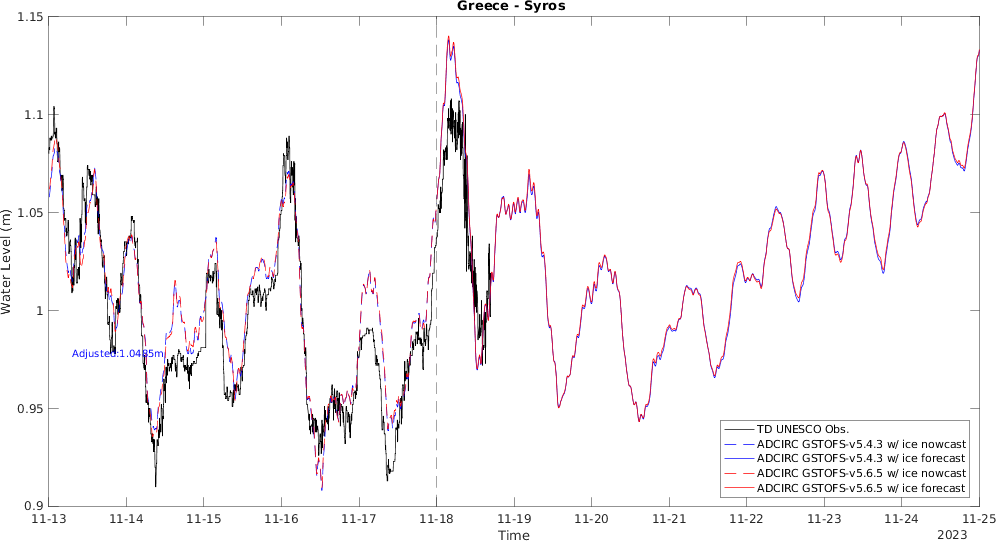 Greece - Syros
1.15
1.1
1.05
1
0.95
0.9
Water Level (m)
Adjusted:1.0485m
11-13 11-14 11-15 11-16 11-17 11-18 11-19 11-20 11-21 11-22 11-23 11-24 11-25
Time
2023
TD UNESCO Obs.
ADCIRC GSTOFS-v5.4.3 w/ ice nowcast
ADCIRC GSTOFS-v5.4.3 w/ ice forecast
ADCIRC GSTOFS-v5.6.5 w/ ice nowcast
ADCIRC GSTOFS-v5.6.5 w/ ice forecast